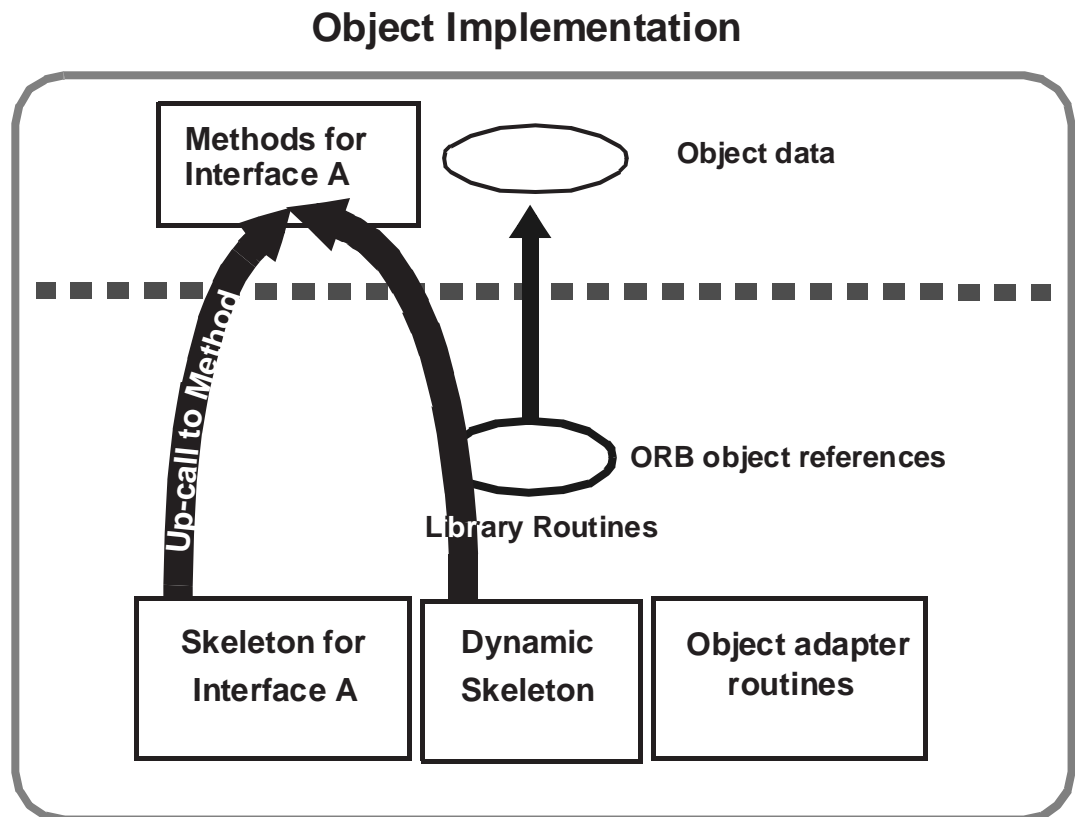 Object Implementation
Methods for
Interface A
Object data
Up-call to Method
ORB object references
Library Routines
Skeleton for
Interface A
Dynamic
Skeleton
Object adapter
routines